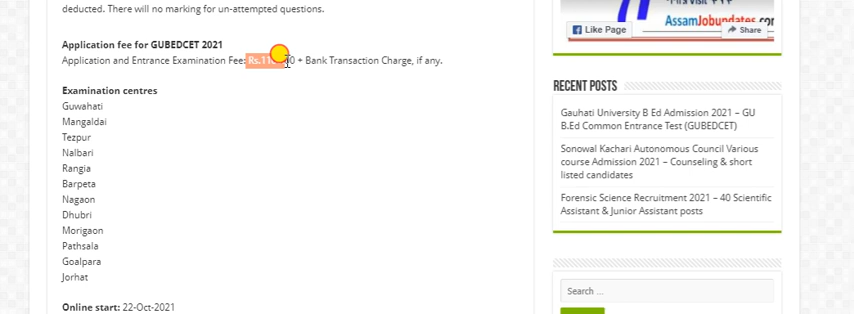 deducted. There will no marking for un-attempted questions.
Application fee for GUBEDCET 2021
Application and Entrance Examination Fee: + Bank Transaction Charge, if any.
Examination centres
Guwahati
Mangaldai
Tezpur
Nalbari
Rangia
Barpeta
Nagaon
Dhubri
Morigaon
Pathsala
Goalpara
Jorhat
Online start: 22-Oct-2021
Like Page
Share
RECENT POSTS
Gauhati University B Ed Admission 2021 – GU
B.Ed Common Entrance Test (GUBEDCET)
Sonowal Kachari Autonomous Council Various
course Admission 2021 – Counseling & short
listed candidates
Forensic Science Recruitment 2021 – 40 Scientific
Assistant & Junior Assistant posts
Search ...